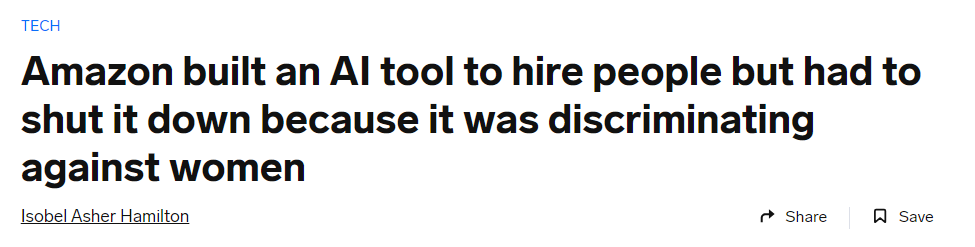 TECH
Amazon built an AI tool to hire people but had to
shut it down because it was discriminating
against women
Isobel Asher Hamilton
Share
Save